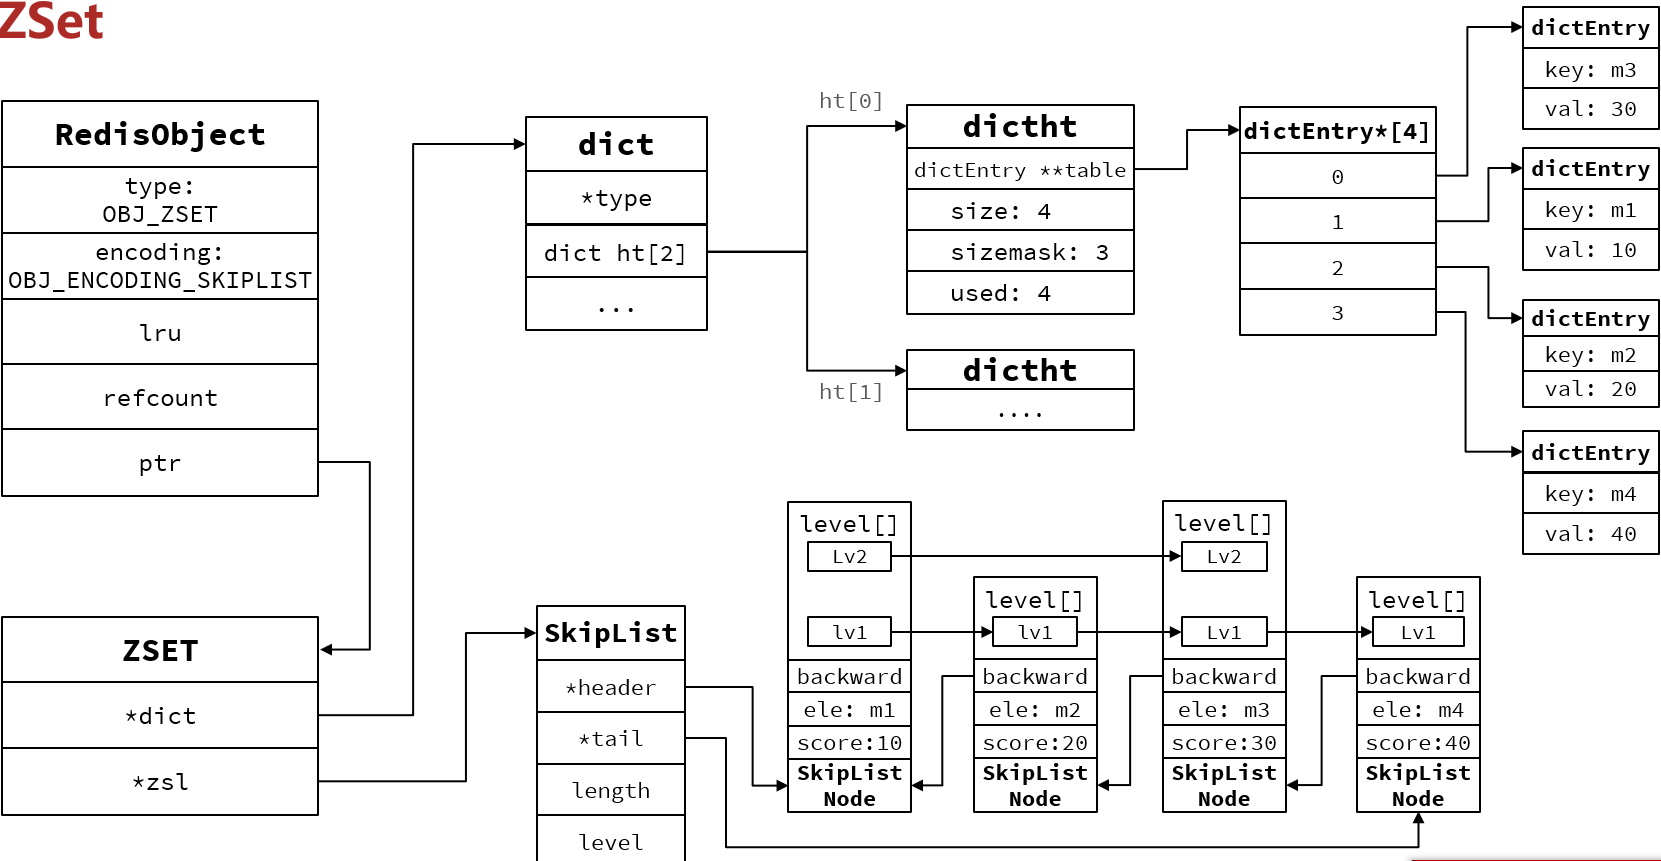 ZSet
RedisObject
type:
OBJ_ZSET
encoding:
OBJ_ENCODING_SKIPLIST
lru
refcount
ptr
ZSET
*dict
*zsl
dict
*type
dict ht[2]
...
ht[0]
dictht
dictEntry **table
size: 4
sizemask: 3
used: 4
ht[1]
dictht
....
dictEntry*[4]
0
1
2
3
dictEntry
key: m3
val: 30
dictEntry
key: m1
val: 10
dictEntry
key: m2
val: 20
dictEntry
key: m4
val: 40
SkipList
*header
*tail
length
level
level[]
Lv2
lv1
backward
ele: m1
score:10
SkipList
Node
level[]
lv1
backward
ele: m2
score:20
SkipList
Node
level[]
Lv2
Lv1
backward
ele: m3
score:30
SkipList
Node
level[]
Lv1
backward
ele: m4
score:40
SkipList
Node